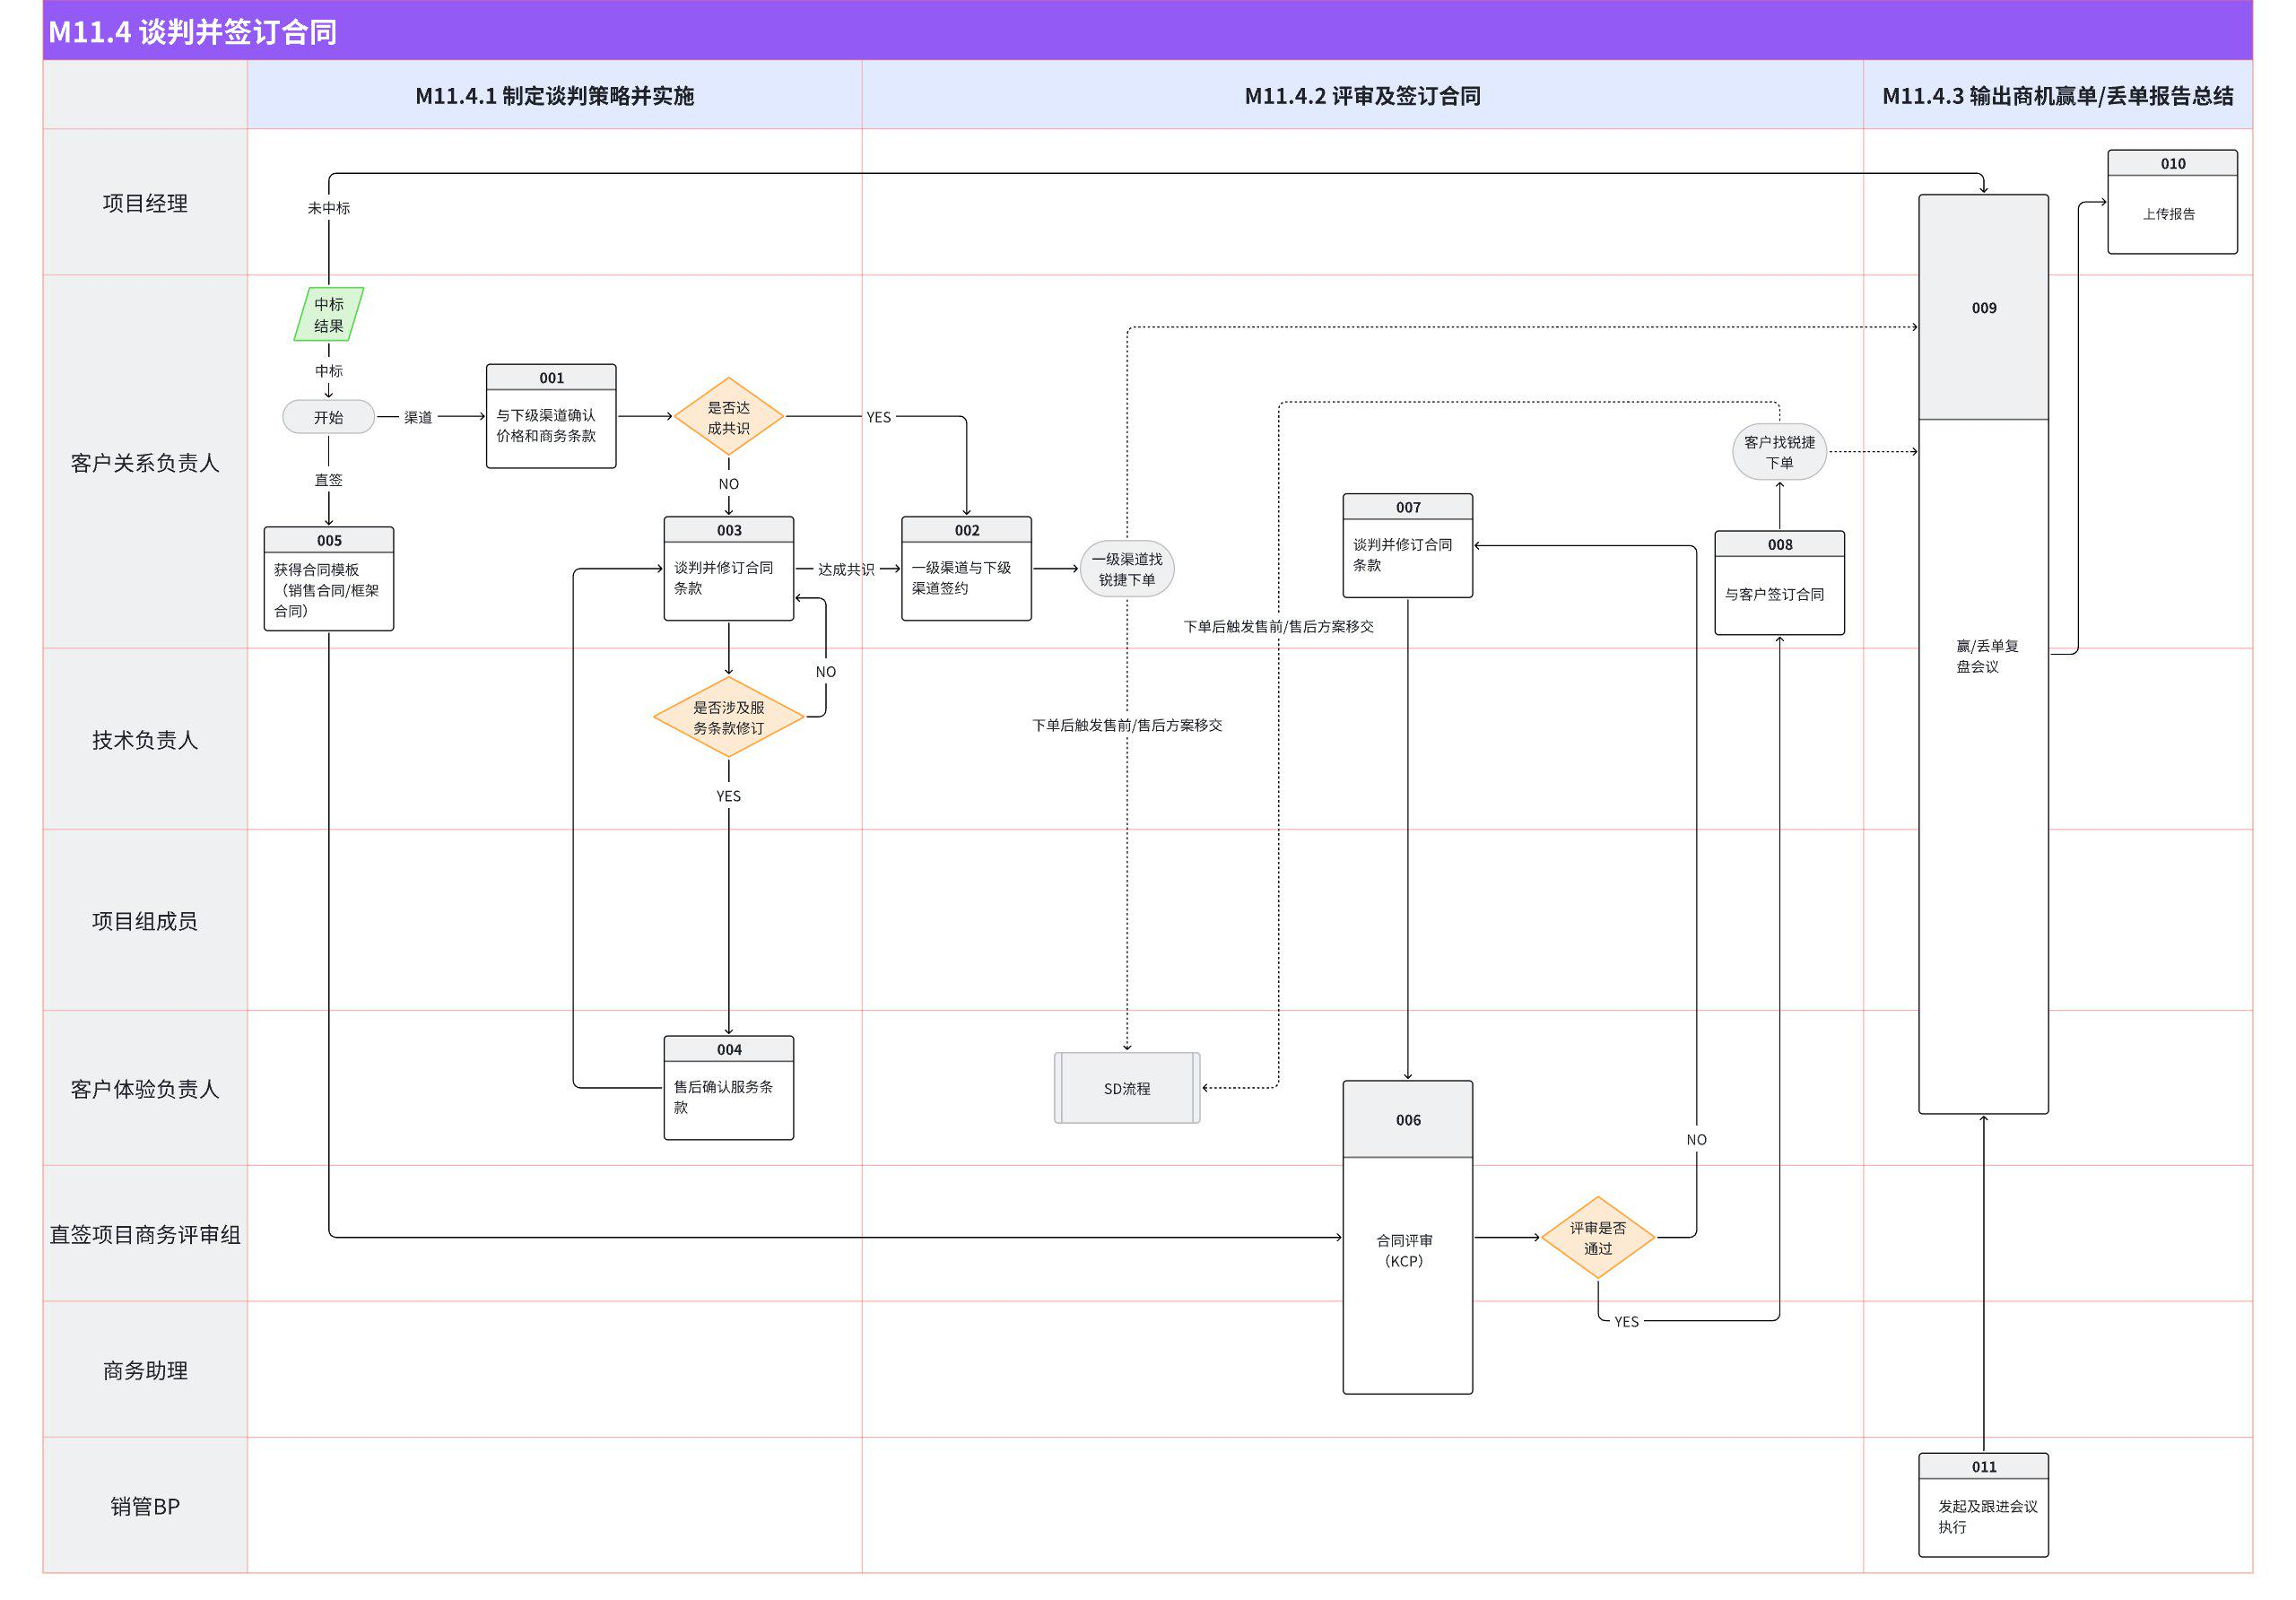 M11.4 谈判并签订合同
M11.4.1 制定谈判策略并实施
M11.4.2 评审及签订合同
M11.4.3 输出商机赢单/丢单报告总结
项目经理
未中标
010
上传报告
客户关系负责人
中标
结果
中标
开始
渠道
直签
001
与下级渠道确认
价格和商务条款
是否达
成共识
YES
NO
005
获得合同模板
（销售合同/框架
合同）
003
谈判并修订合同
条款
达成共识
002
一级渠道与下级
渠道签约
一级渠道找
锐捷下单
下单后触发售前/售后方案移交
007
谈判并修订合同
条款
客户找锐捷
下单
008
与客户签订合同
009
赢/丢单复
盘会议
技术负责人
NO
是否涉及服
务条款修订
YES
下单后触发售前/售后方案移交
项目组成员
客户体验负责人
004
售后确认服务条
款
SD流程
006
合同评审
（KCP）
NO
直签项目商务评审组
评审是否
通过
YES
商务助理
销管BP
011
发起及跟进会议
执行